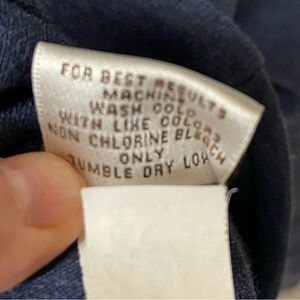 FOR BEST RESULTS
MACHINE
WASH COLD
WITH LIKE COLORS
NON CHLORINE BLEACH
ONLY
TUMBLE DRY LOW